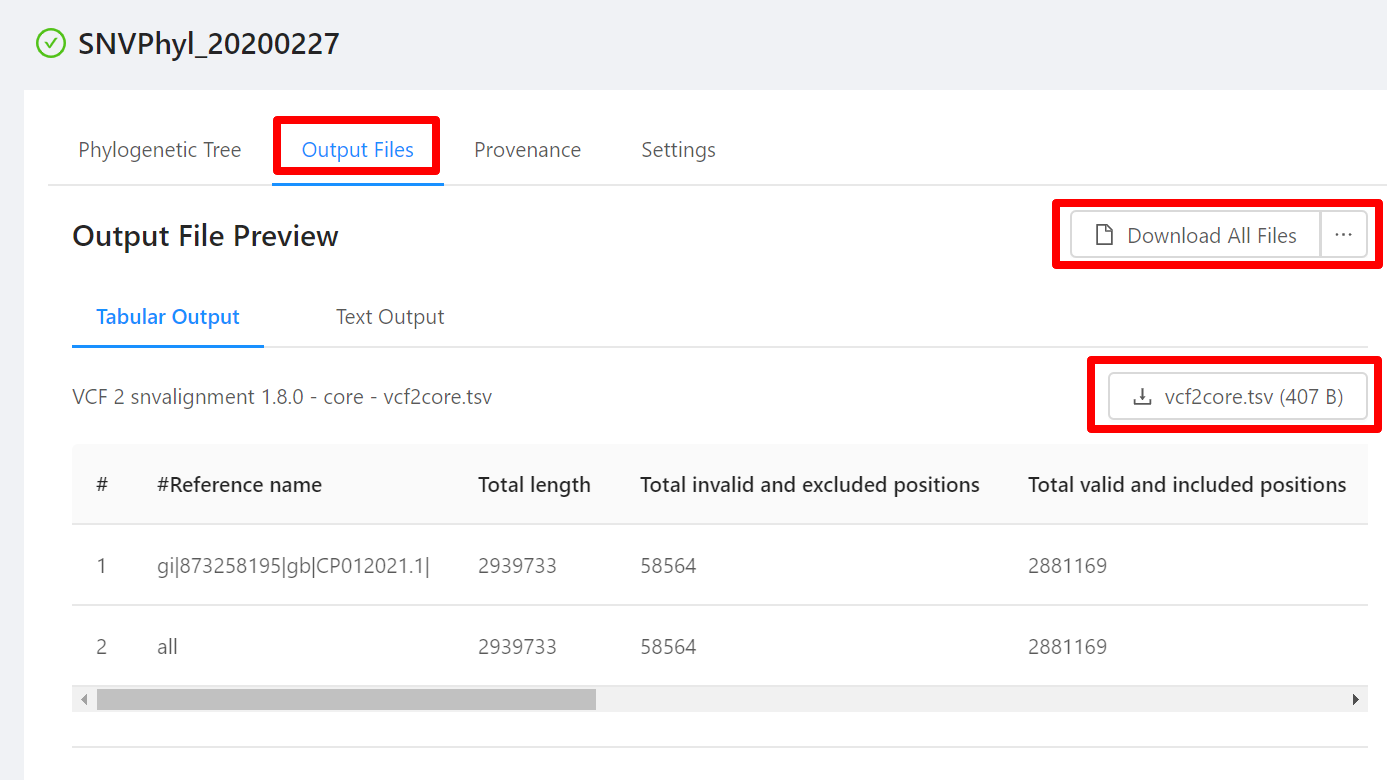 SNVPhyl_20200227
Phylogenetic Tree Output Files Provenance Settings
Output File Preview Download All Files ···
Tabular Output Text Output
VCF 2 snvalignment 1.8.0 - core - vcf2core.tsv vcf2core.tsv (407 B)
# #Reference name Total length Total invalid and excluded positions Total valid and included positions
1 gi|873258195|gb|CP012021.1| 2939733 58564 2881169
2 all 2939733 58564 2881169